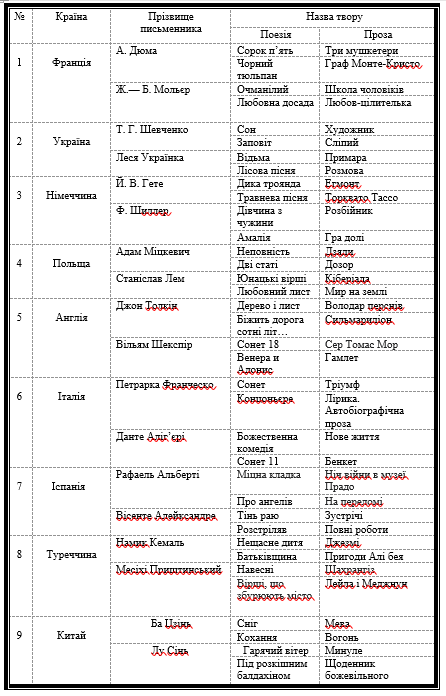 № Країна Прізвище письменника Назва твору
Поезія Проза
1 Франція А. Дюма Сорок п’ять Три мушкетери
Чорний тюльпан Граф Монте-Кристо
Ж.— Б. Мольєр Очманілий Школа чоловіків
Любовна досада Любов-цілителька
2 Україна Т. Г. Шевченко Сон Художник
Заповіт Сліпий
Леся Українка Відьма Примара
Лісова пісня Розмова
3 Німеччина Й. В. Гете Дика троянда Егмонт
Травнева пісня Торквато Тассо
Ф. Шиллер Дівчина з чужини Розбійник
Амалія Гра долі
4 Польща Адам Міцкевич Неповність Дзяди
Дві статі Дозор
Станіслав Лем Юнацькі вірші Кіберіада
Любовний лист Мир на землі
5 Англія Джон Толкін Дерево і лист Володар перснів
Біжить дорога сотні літ… Сильмариліон
Вільям Шекспір Сонет 18 Сер Томас Мор
Венера и Адонис Гамлет
6 Італія Петрарка Франческо Сонет Тріумф
Канцоньєре Лірика. Автобіографічна проза
Данте Аліг’єрі Божественна комедія Нове життя
Сонет 11 Бенкет
7 Іспанія Рафаель Альберті Міцна кладка Ніч війни в музеї Прадо
Про ангелів На передомі
Вісенте Алейксандре Тінь раю Зустрічі
Розстріляв Повні роботи
8 Туреччина Намик Кемаль Нещасне дитя Джезмі
Батьківщина Пригоди Алі бея
Месіхі Приштинський Навесні Шахрангіз
Вірші, що збурюють місто Лейла і Меджнун
9 Китай Ба Цзінь Сніг Мева
Кохання Вогонь
Лу Сінь Гарячий вітер Минуле
Під розкішним балдахіном Щоденник божевільного